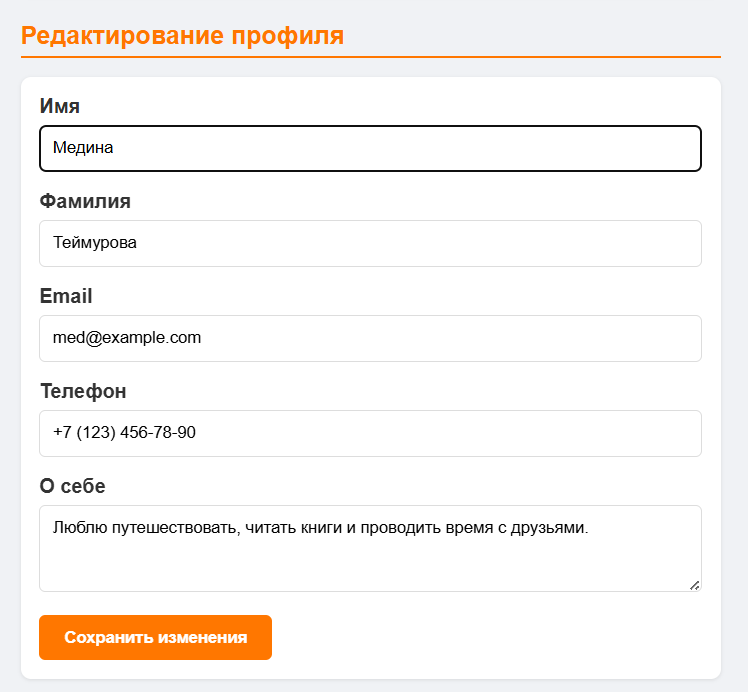 Редактирование профиля
Имя
Медина
Фамилия
Теймурова
Email
med@example.com
Телефон
+7 (123) 456-78-90
О себе
Люблю путешествовать, читать книги и проводить время с друзьями.
Сохранить изменения